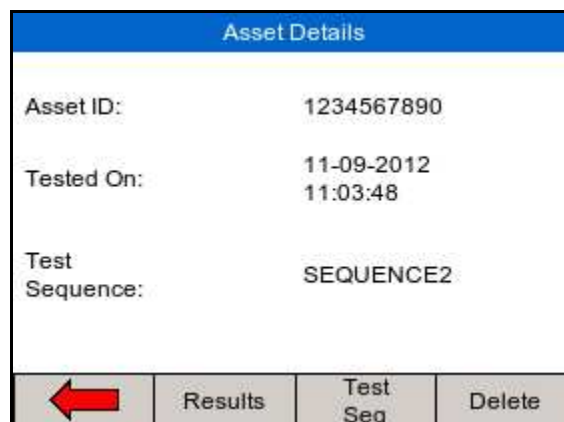 Asset Details
Asset ID: 1234567890
Tested On: 11-09-2012
11:03:48
Test
Sequence: SEQUENCE2
Results
Test
Seq
Delete